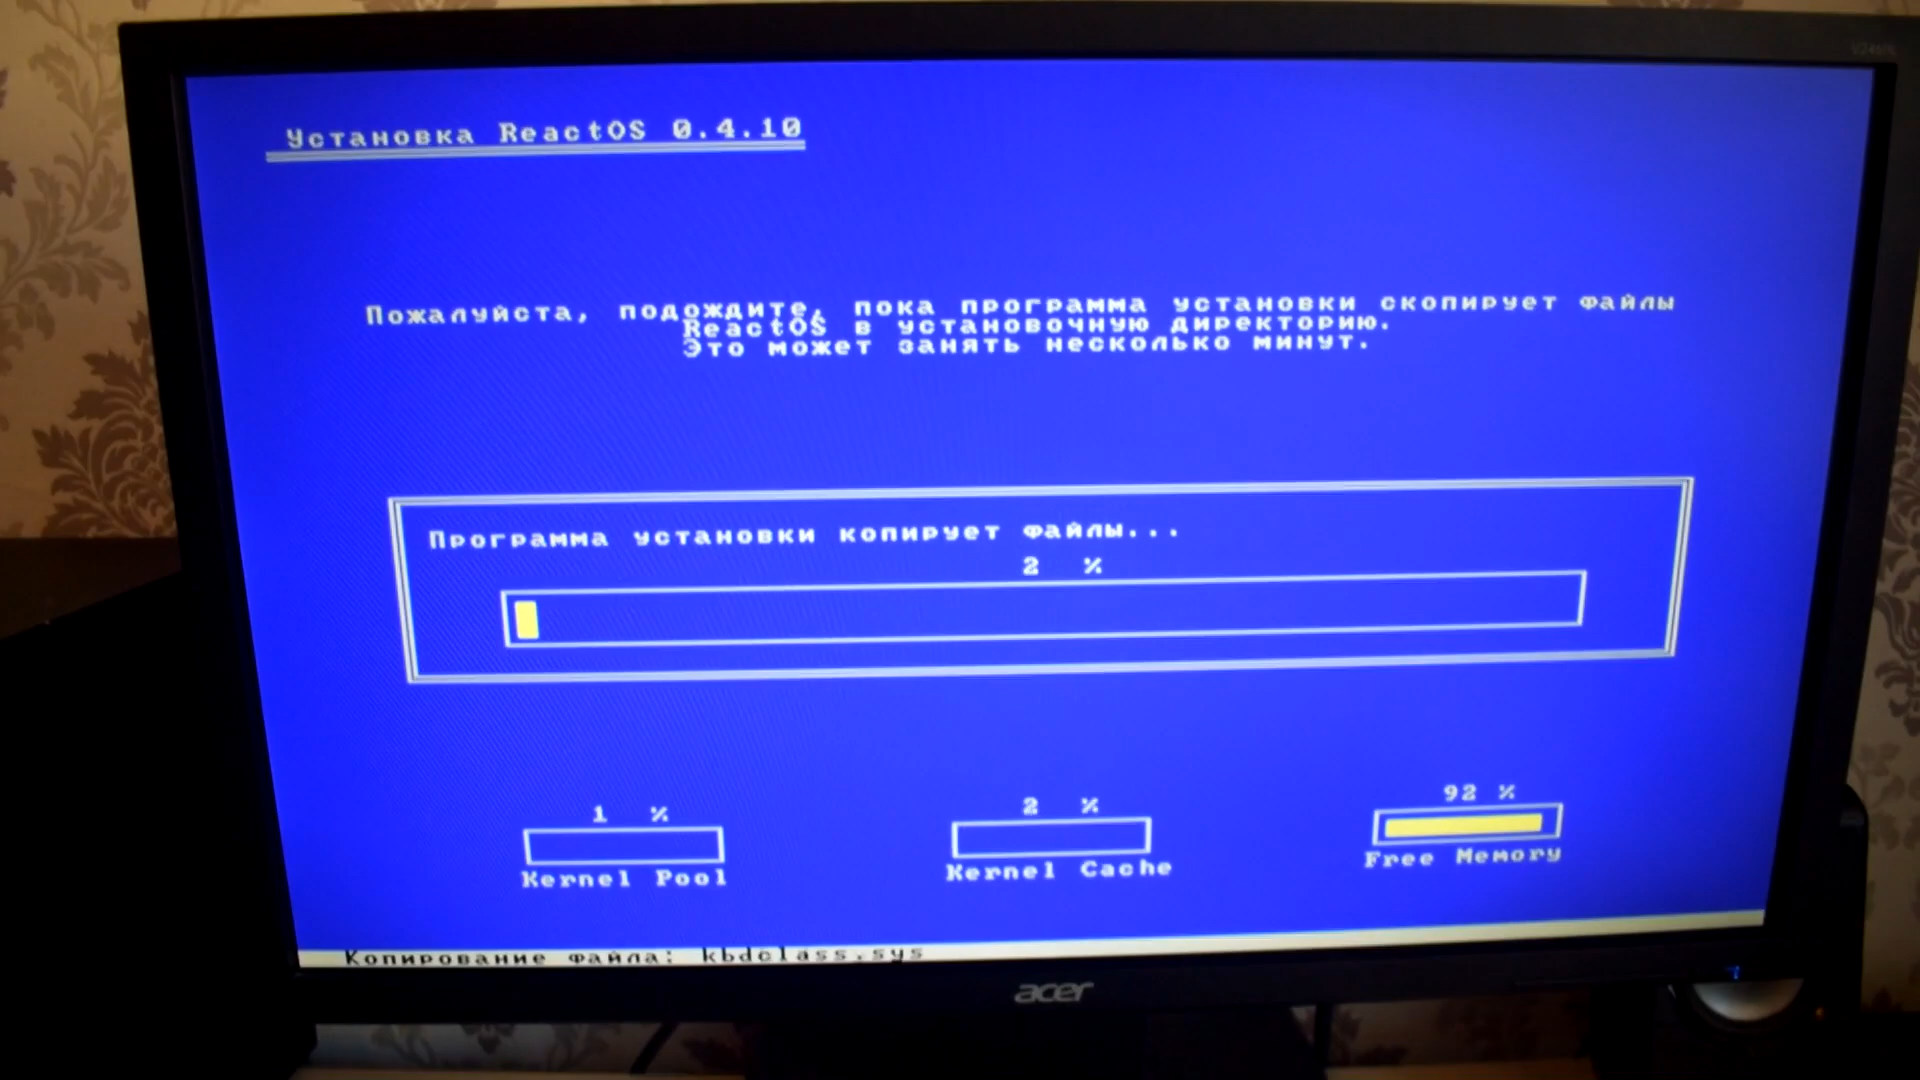 Установка ReactOS 0.4.10
Пожалуйста, подождите, пока программа установки скопирует файлы
ReactOS в установочную директорию.
Это может занять несколько минут.
Программа установки копирует файлы...
2 %
1 %
2 %
92 %
Kernel Pool
Kernel Cache
Free Memory
Копирование файла: kbdclass.sys
acer